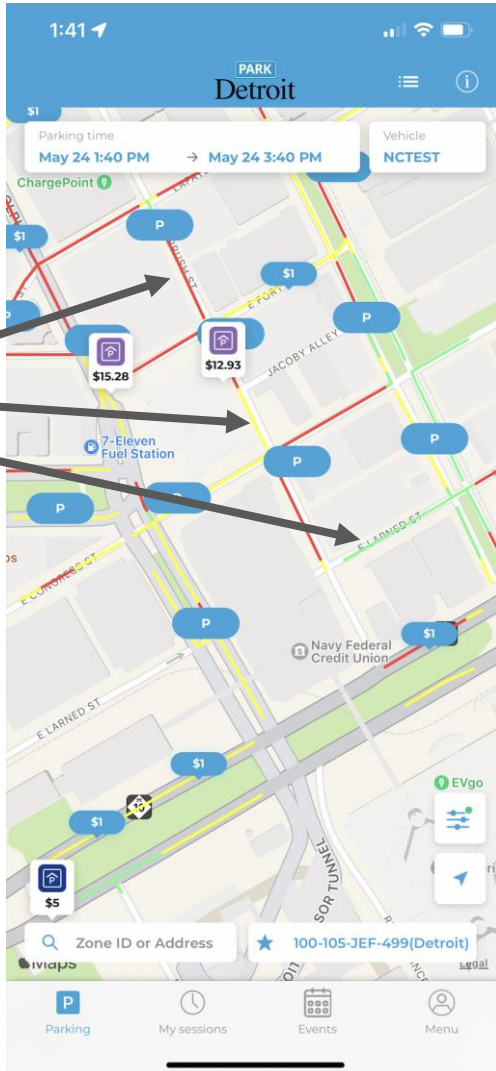 1:41
PARK
Detroit
$1
Parking time
May 24 1:40 PM → May 24 3:40 PM
Vehicle
NCTEST
ChargePoint
P
BRUSH ST
$1
$1
P
$15.28
$12.93
JACOBY ALLEY
7-Eleven
Fuel Station
P
P
P
P
E LARNED ST
E CONGRESS ST
P
$1
Navy Federal
Credit Union
E LARNED ST
$1
10
$1
EVgo
$5
Zone ID or Address
100-105-JEF-499(Detroit)
Maps
Legal
P
Parking
My sessions
Events
Menu